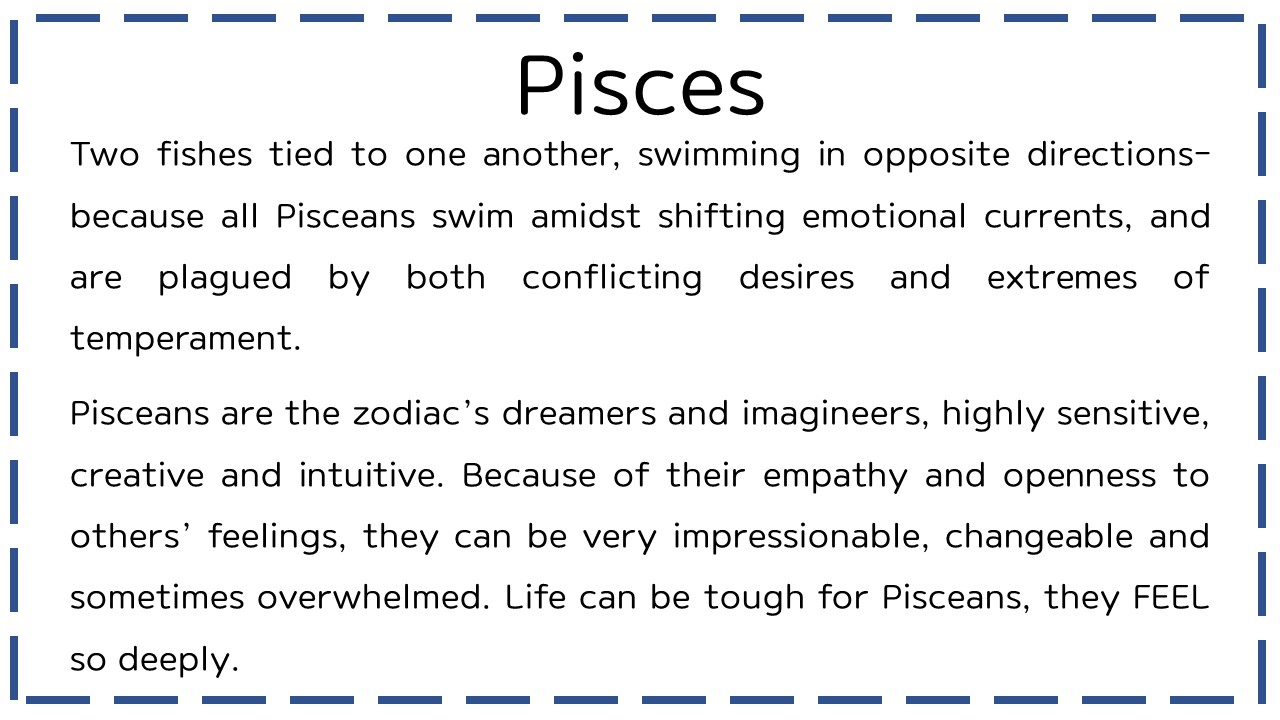 Pisces
Two fishes tied to one another, swimming in opposite directions-
because all Pisceans swim amidst shifting emotional currents, and
are plagued by both conflicting desires and extremes of
temperament.
Pisceans are the zodiac’s dreamers and imagineers, highly sensitive,
creative and intuitive. Because of their empathy and openness to
others’ feelings, they can be very impressionable, changeable and
sometimes overwhelmed. Life can be tough for Pisceans, they FEEL
so deeply.